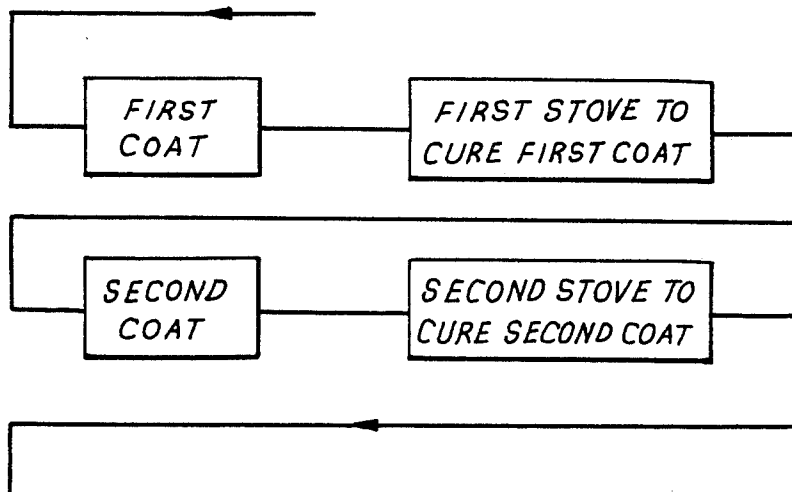 FIRST
COAT
FIRST STOVE TO
CURE FIRST COAT
SECOND
COAT
SECOND STOVE TO
CURE SECOND COAT